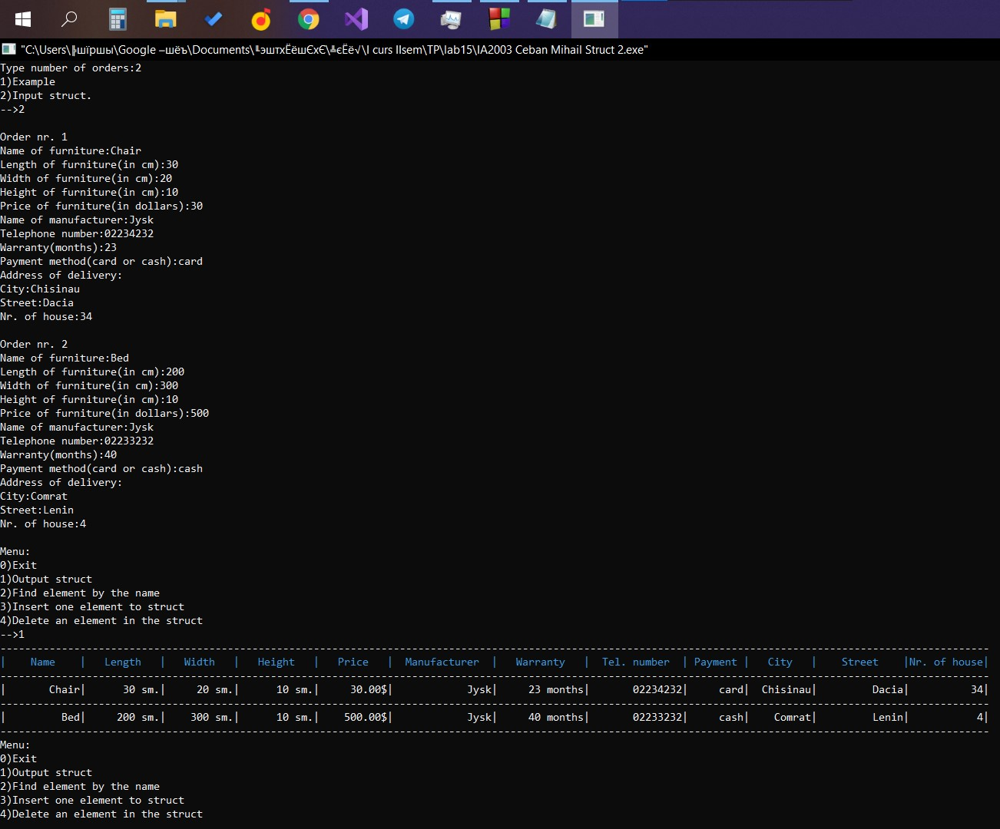 "C:\Users\╠шїршы\Google –шёъ\Documents\╙эштхЁёшЄхЄ\╩єЁё√\I curs IIsem\TP\lab15\IA2003 Ceban Mihail Struct 2.exe"
Type number of orders:2
1)Example
2)Input struct.
-->2
Order nr. 1
Name of furniture:Chair
Length of furniture(in cm):30
Width of furniture(in cm):20
Height of furniture(in cm):10
Price of furniture(in dollars):30
Name of manufacturer:Jysk
Telephone number:02234232
Warranty(months):23
Payment method(card or cash):card
Address of delivery:
City:Chisinau
Street:Dacia
Nr. of house:34
Order nr. 2
Name of furniture:Bed
Length of furniture(in cm):200
Width of furniture(in cm):300
Height of furniture(in cm):10
Price of furniture(in dollars):500
Name of manufacturer:Jysk
Telephone number:02233232
Warranty(months):40
Payment method(card or cash):cash
Address of delivery:
City:Comrat
Street:Lenin
Nr. of house:4
Menu:
0)Exit
1)Output struct
2)Find element by the name
3)Insert one element to struct
4)Delete an element in the struct
-->1
| Name | Length | Width | Height | Price | Manufacturer | Warranty | Tel. number | Payment | City | Street |Nr. of house|
| Chair| 30 sm.| 20 sm.| 10 sm.| 30.00$| Jysk| 23 months| 02234232| card| Chisinau| Dacia| 34|
| Bed| 200 sm.| 300 sm.| 10 sm.| 500.00$| Jysk| 40 months| 02233232| cash| Comrat| Lenin| 4|
Menu:
0)Exit
1)Output struct
2)Find element by the name
3)Insert one element to struct
4)Delete an element in the struct